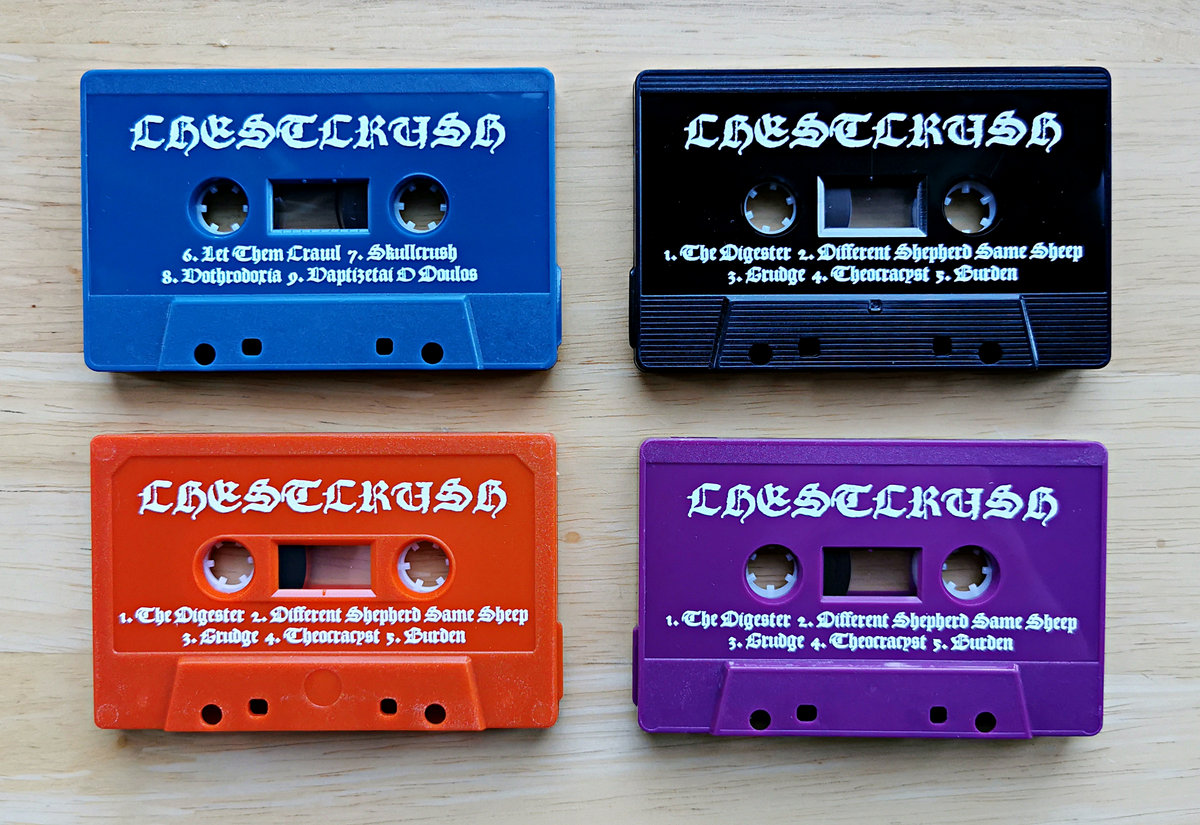 CHESTCRUSH
6. Let Them Crawl 7. Skullcrush
8. Vothrodoxia 9. Vaptizetai O Doulos
CHESTCRUSH
1. The Digester 2. Different Shepherd Same Sheep
3. Grudge 4. Theocracyst 5. Burden
CHESTCRUSH
1. The Digester 2. Different Shepherd Same Sheep
3. Grudge 4. Theocracyst 5. Burden
CHESTCRUSH
1. The Digester 2. Different Shepherd Same Sheep
3. Grudge 4. Theocracyst 5. Burden